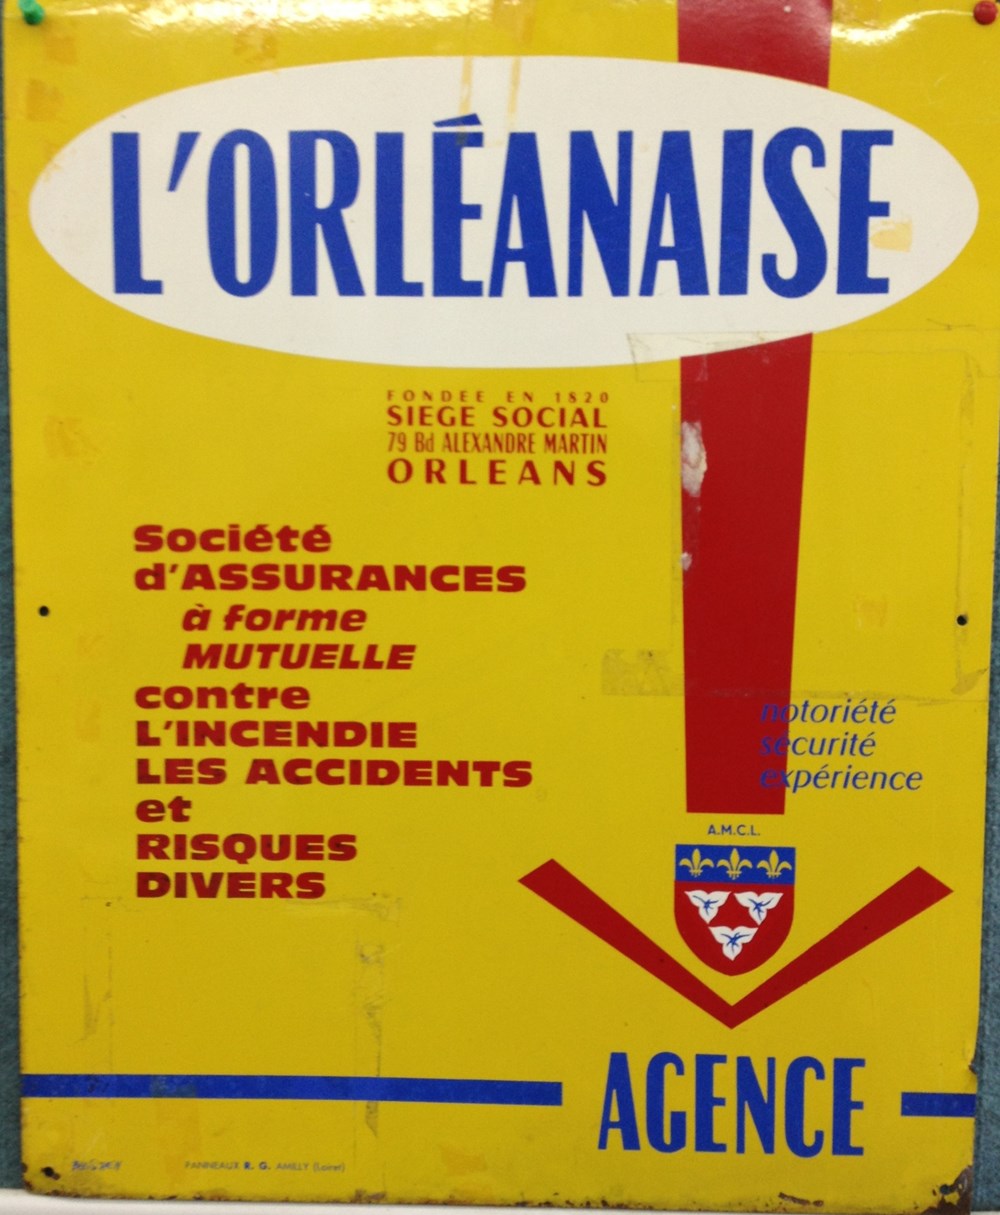 L'ORLÉANAISE
FONDEE EN 1820
SIEGE SOCIAL
79 Bd ALEXANDRE MARTIN
ORLEANS
Société
d'ASSURANCES
à forme
MUTUELLE
contre
L'INCENDIE
LES ACCIDENTS
et
RISQUES
DIVERS
notoriété
sécurité
expérience
A.M.C.L.
AGENCE
PANNEAUX R. G. AMILLY (Loiret)